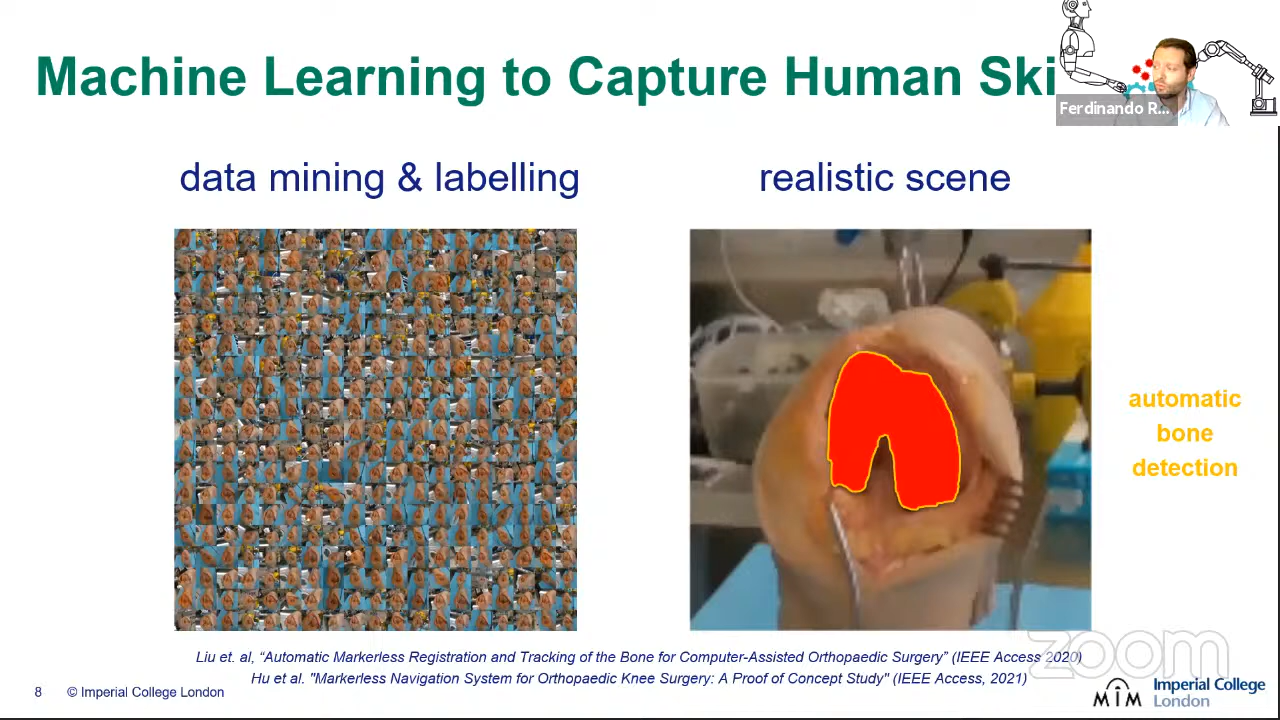 Machine Learning to Capture Human Ski
Ferdinando R...
data mining & labelling
realistic scene
automatic
bone
detection
Liu et. al, “Automatic Markerless Registration and Tracking of the Bone for Computer-Assisted Orthopaedic Surgery” (IEEE Access 2020)
Hu et al. "Markerless Navigation System for Orthopaedic Knee Surgery: A Proof of Concept Study" (IEEE Access, 2021)
zoom
8 © Imperial College London
MIM
Imperial College
London